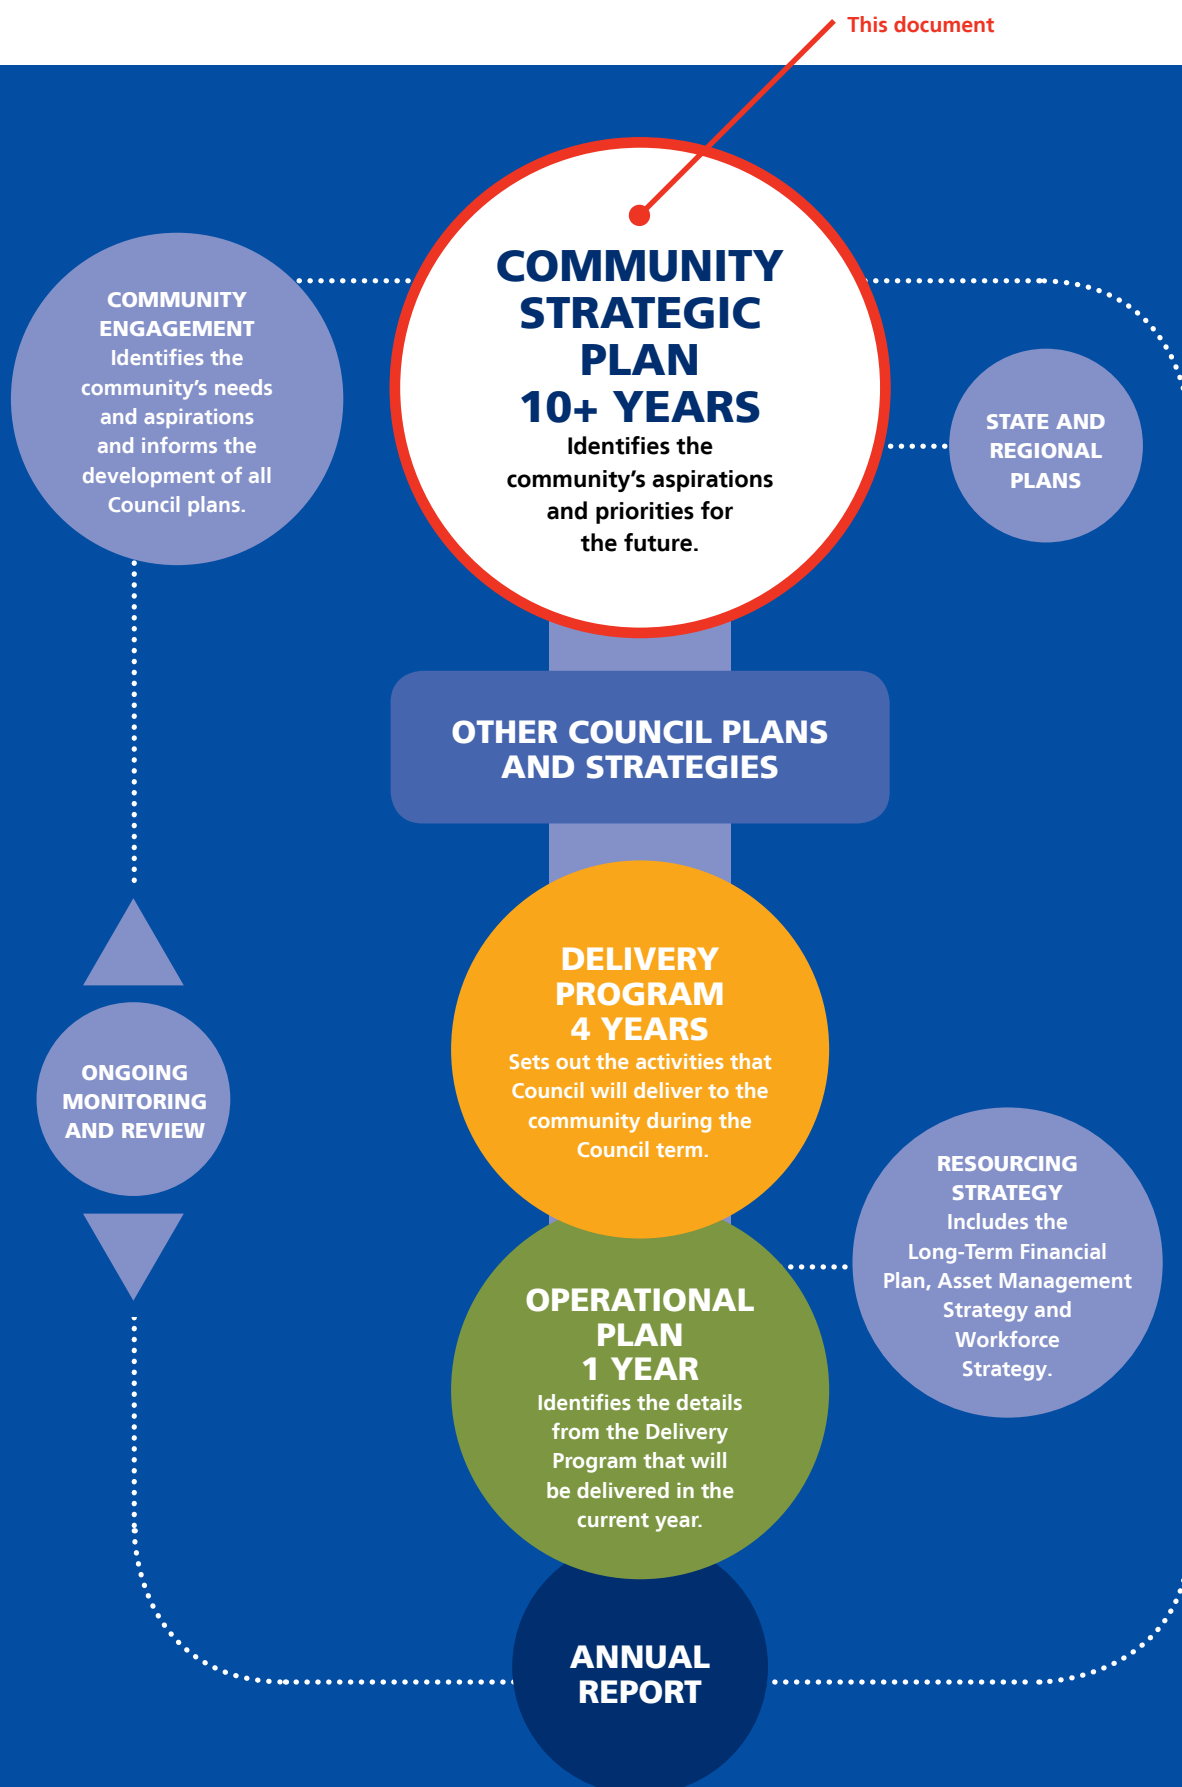 This document
COMMUNITY
STRATEGIC
PLAN
10+ YEARS
Identifies the
community’s aspirations
and priorities for
the future.
COMMUNITY
ENGAGEMENT
Identifies the
community’s needs
and aspirations
and informs the
development of all
Council plans.
STATE AND
REGIONAL
PLANS
OTHER COUNCIL PLANS
AND STRATEGIES
DELIVERY
PROGRAM
4 YEARS
Sets out the activities that
Council will deliver to the
community during the
Council term.
ONGOING
MONITORING
AND REVIEW
RESOURCING
STRATEGY
Includes the
Long-Term Financial
Plan, Asset Management
Strategy and
Workforce
Strategy.
OPERATIONAL
PLAN
1 YEAR
Identifies the details
from the Delivery
Program that will
be delivered in the
current year.
ANNUAL
REPORT